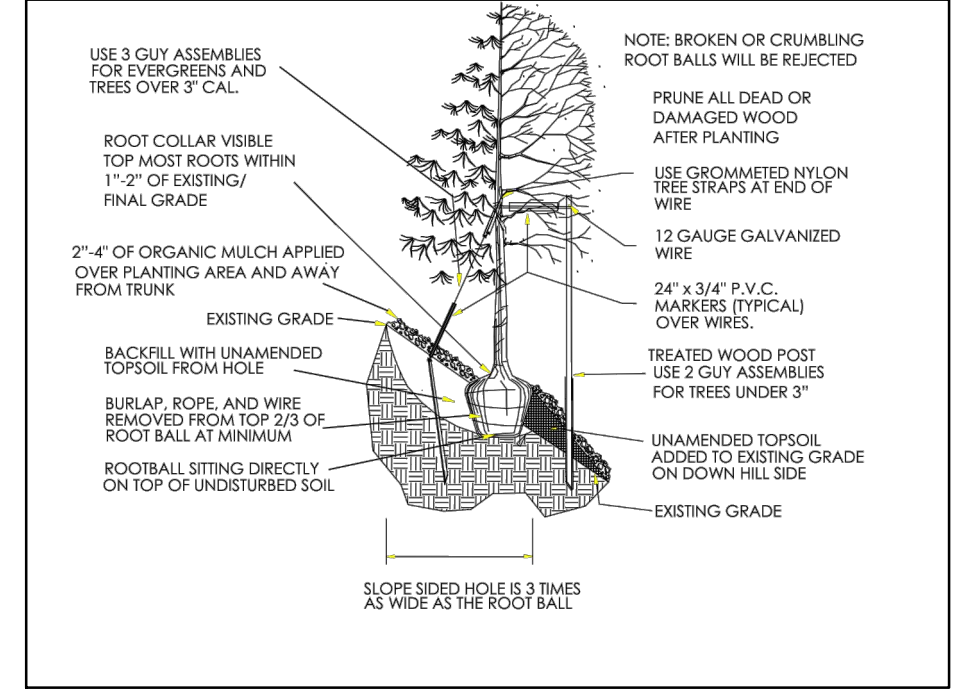 USE 3 GUY ASSEMBLIES
FOR EVERGREENS AND
TREES OVER 3" CAL.
ROOT COLLAR VISIBLE
TOP MOST ROOTS WITHIN
1"-2" OF EXISTING/
FINAL GRADE
2"-4" OF ORGANIC MULCH APPLIED
OVER PLANTING AREA AND AWAY
FROM TRUNK
EXISTING GRADE
BACKFILL WITH UNAMENDED
TOPSOIL FROM HOLE
BURLAP, ROPE, AND WIRE
REMOVED FROM TOP 2/3 OF
ROOT BALL AT MINIMUM
ROOTBALL SITTING DIRECTLY
ON TOP OF UNDISTURBED SOIL
NOTE: BROKEN OR CRUMBLING
ROOT BALLS WILL BE REJECTED
PRUNE ALL DEAD OR
DAMAGED WOOD
AFTER PLANTING
USE GROMMETED NYLON
TREE STRAPS AT END OF
WIRE
12 GAUGE GALVANIZED
WIRE
24" x 3/4" P.V.C.
MARKERS (TYPICAL)
OVER WIRES.
TREATED WOOD POST
USE 2 GUY ASSEMBLIES
FOR TREES UNDER 3"
UNAMENDED TOPSOIL
ADDED TO EXISTING GRADE
ON DOWN HILL SIDE
EXISTING GRADE
SLOPE SIDED HOLE IS 3 TIMES
AS WIDE AS THE ROOT BALL